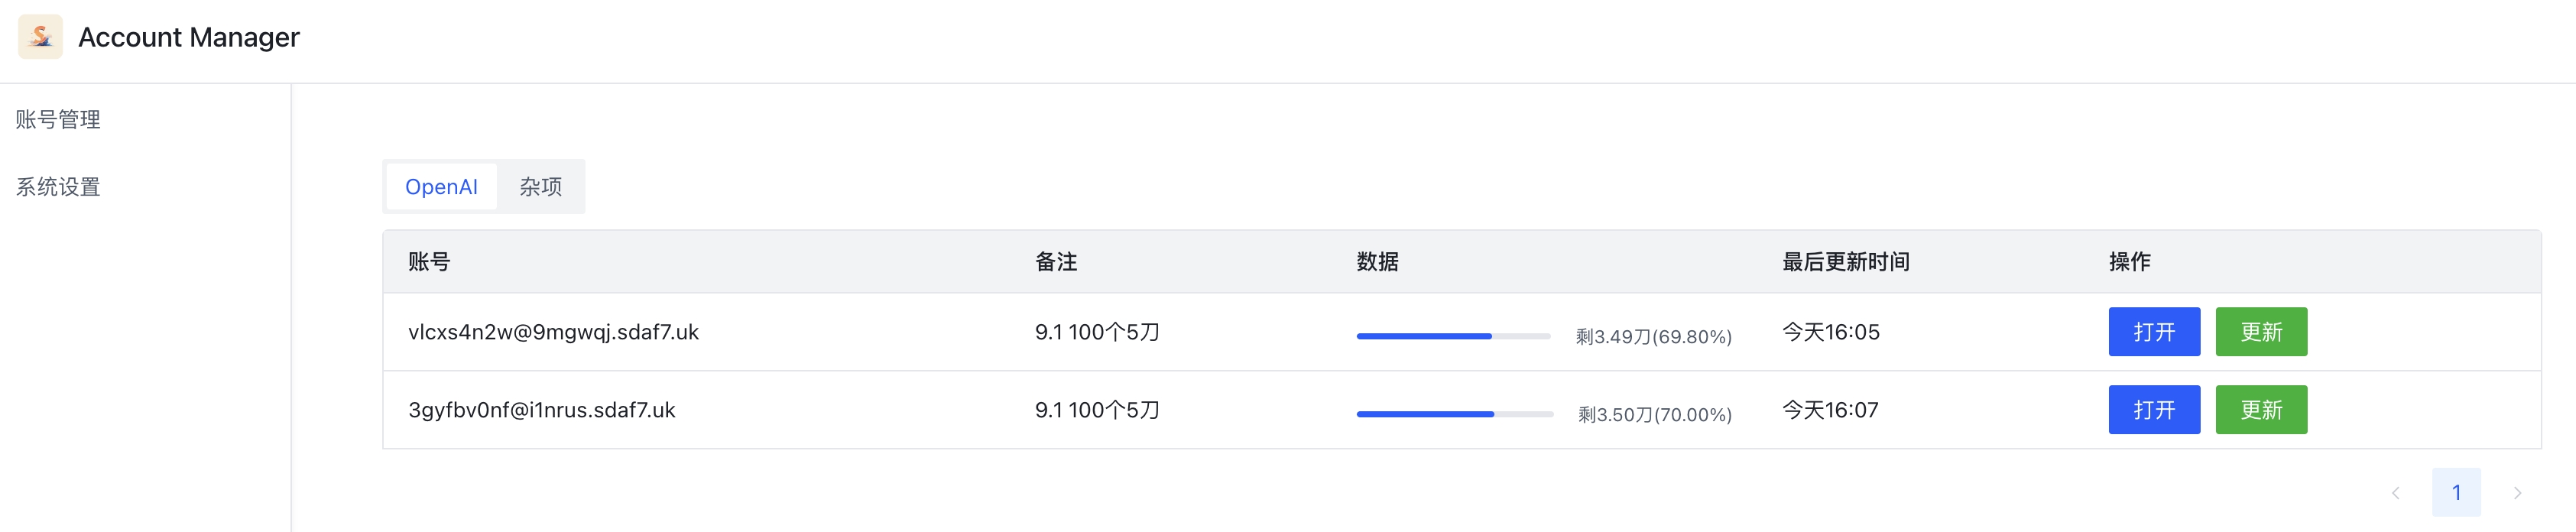 Account Manager
账号管理
系统设置
OpenAI 杂项
账号 备注 数据 最后更新时间 操作
vlcxs4n2w@9mgwqj.sdaf7.uk 9.1 100个5刀 剩3.49刀(69.80%) 今天16:05 打开 更新
3gyfbv0nf@i1nrus.sdaf7.uk 9.1 100个5刀 剩3.50刀(70.00%) 今天16:07 打开 更新
1